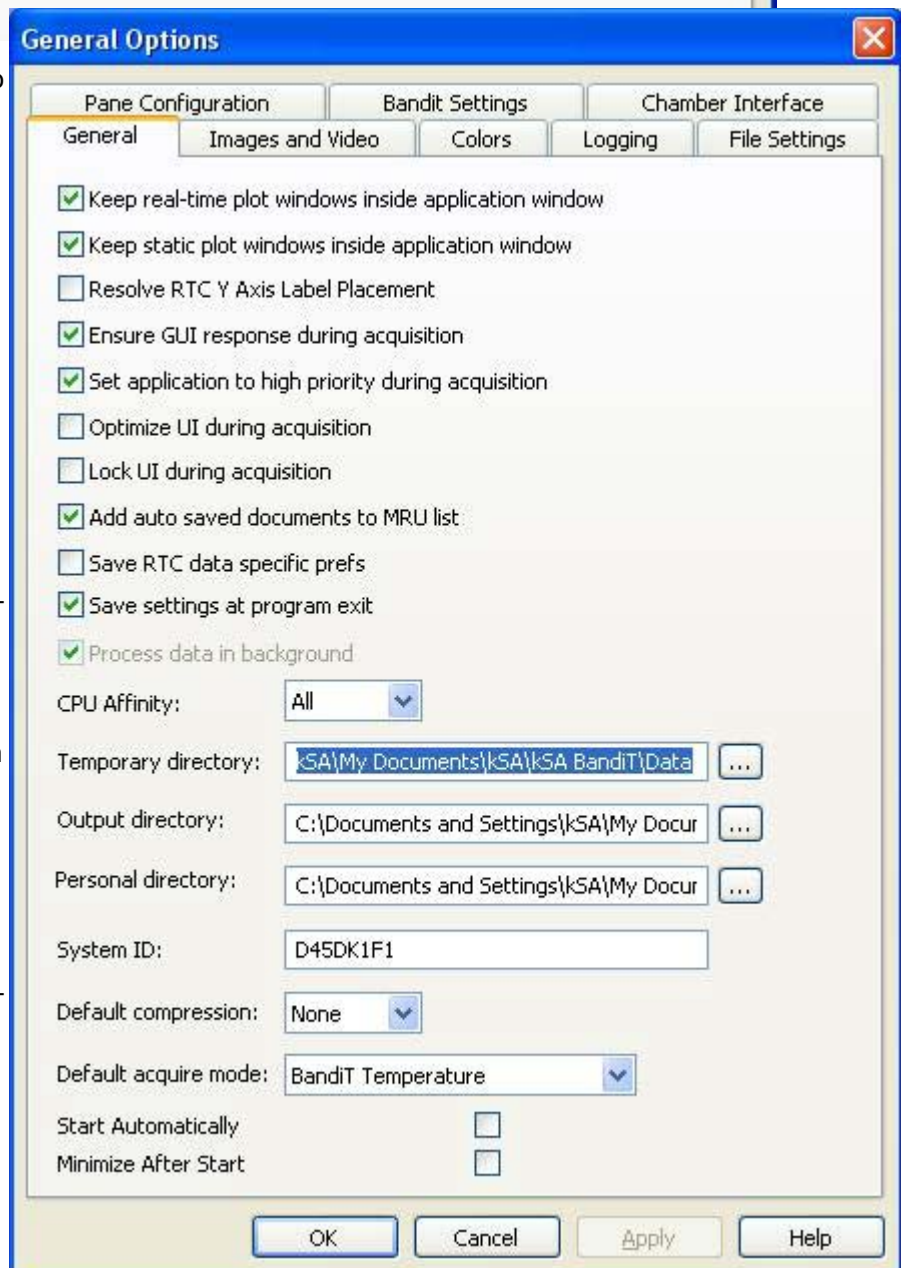 General Options
Pane Configuration Bandit Settings Chamber Interface
General Images and Video Colors Logging File Settings
Keep real-time plot windows inside application window
Keep static plot windows inside application window
Resolve RTC Y Axis Label Placement
Ensure GUI response during acquisition
Set application to high priority during acquisition
Optimize UI during acquisition
Lock UI during acquisition
Add auto saved documents to MRU list
Save RTC data specific prefs
Save settings at program exit
Process data in background
CPU Affinity: All
Temporary directory: kSA\My Documents\kSA\kSA BandiT\Data ...
Output directory: C:\Documents and Settings\kSA\My Docur ...
Personal directory: C:\Documents and Settings\kSA\My Docur ...
System ID: D45DK1F1
Default compression: None
Default acquire mode: BandiT Temperature
Start Automatically
Minimize After Start
OK Cancel Apply Help